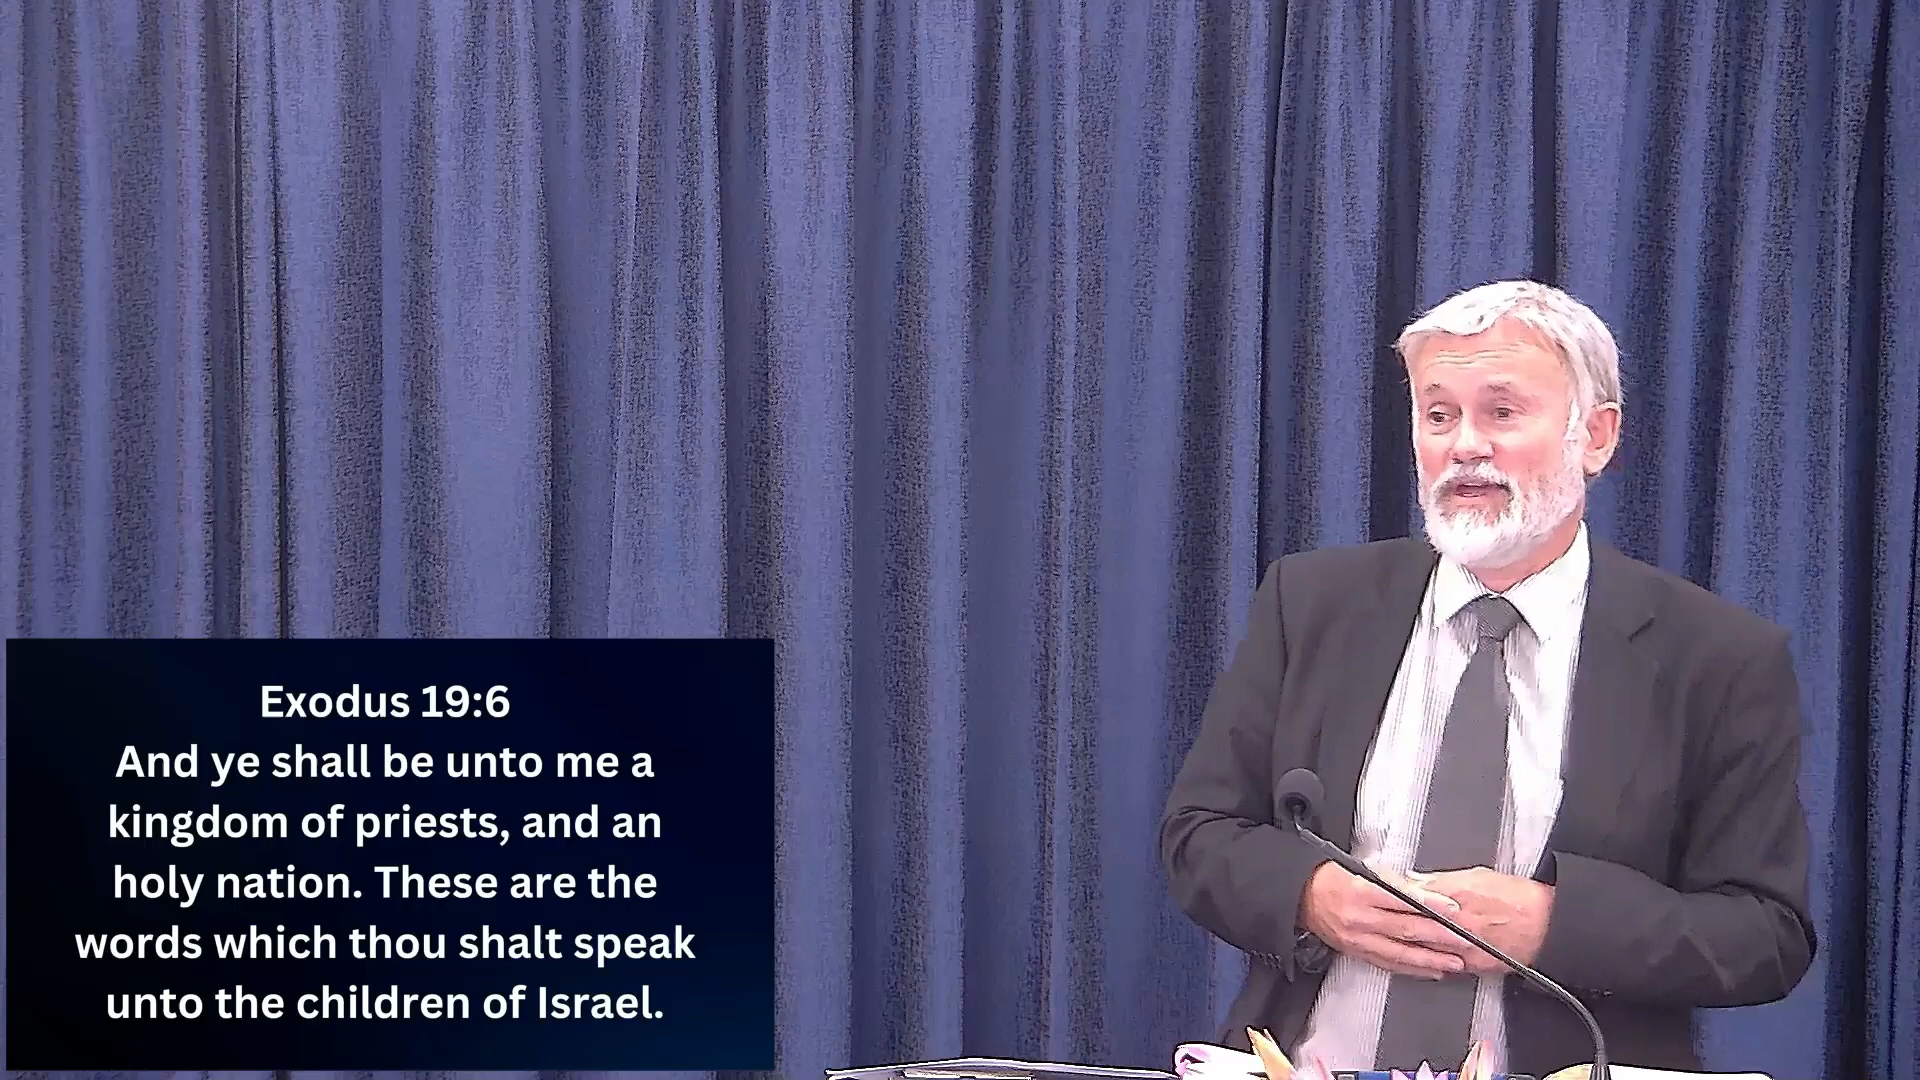 Exodus 19:6
And ye shall be unto me a
kingdom of priests, and an
holy nation. These are the
words which thou shalt speak
unto the children of Israel.